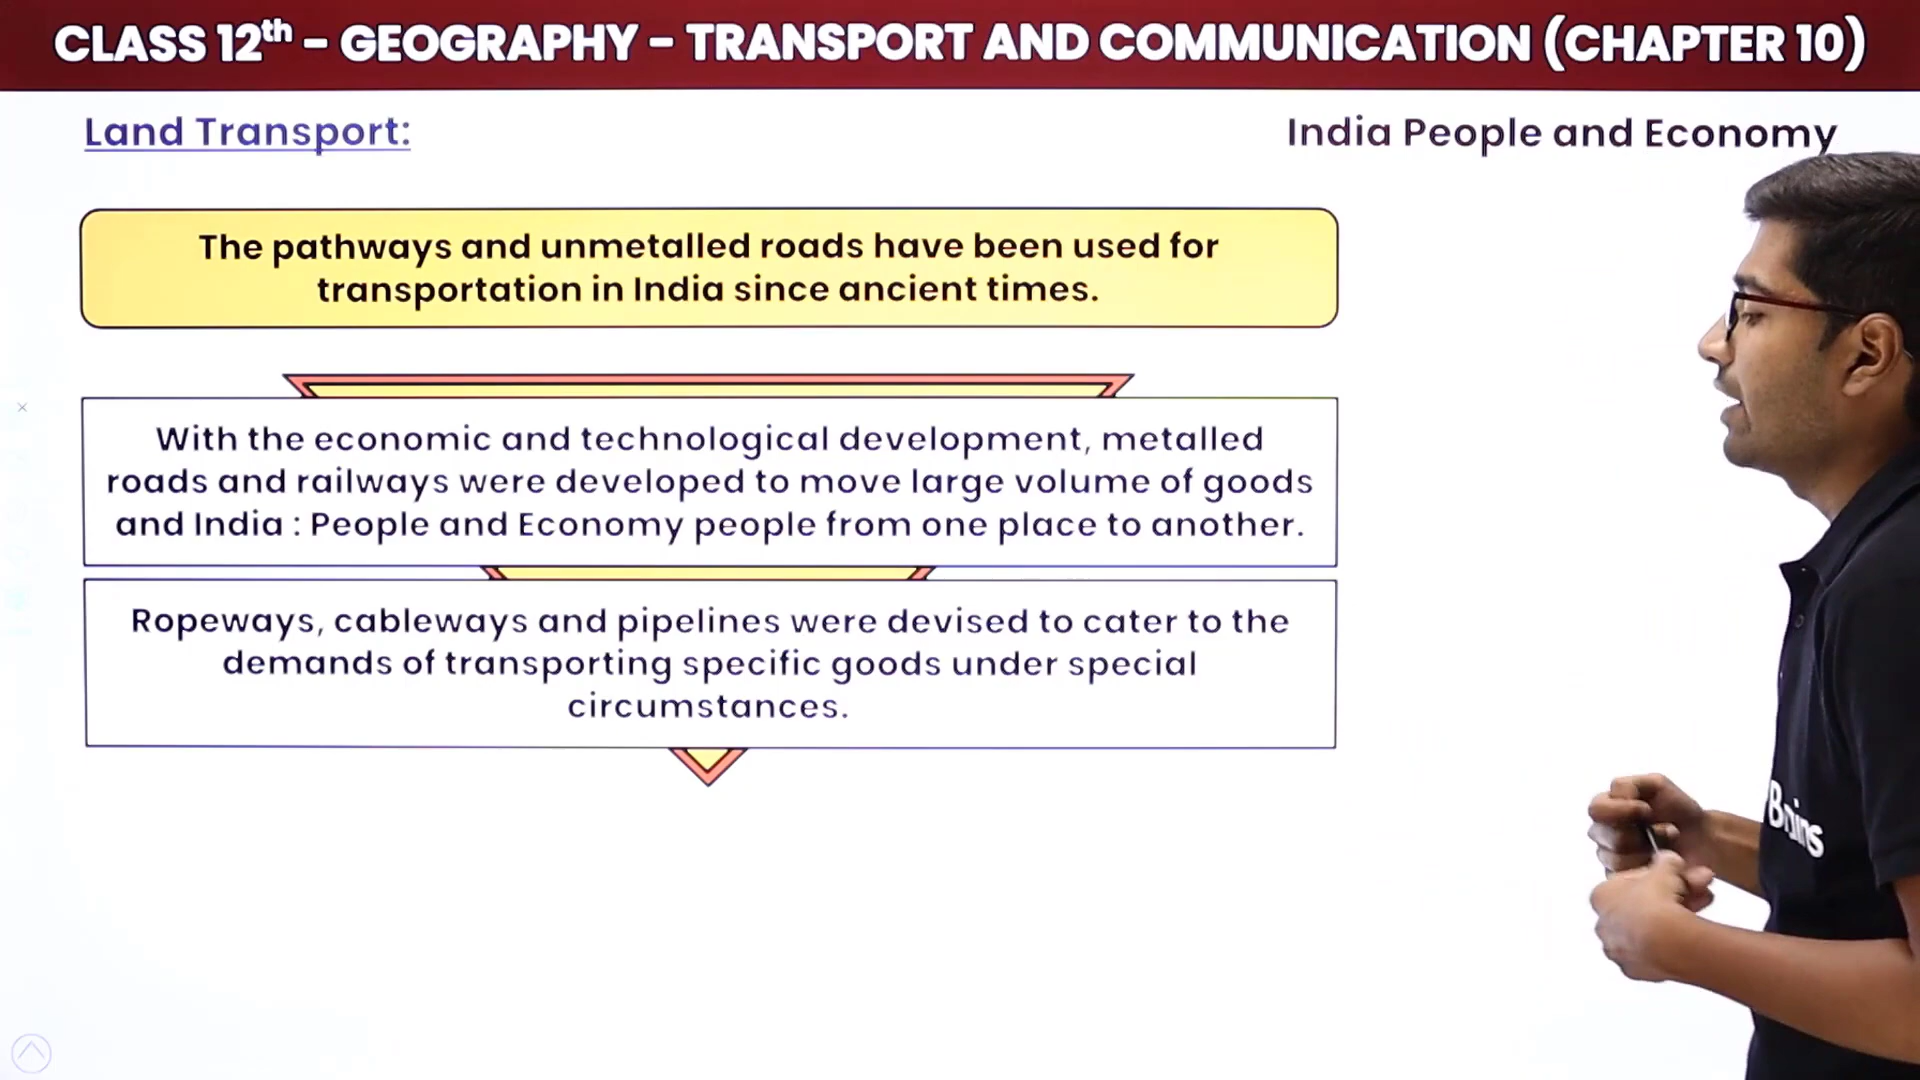 CLASS 12th - GEOGRAPHY - TRANSPORT AND COMMUNICATION (CHAPTER 10)
Land Transport:
India People and Economy
The pathways and unmetalled roads have been used for
transportation in India since ancient times.
With the economic and technological development, metalled
roads and railways were developed to move large volume of goods
and India : People and Economy people from one place to another.
Ropeways, cableways and pipelines were devised to cater to the
demands of transporting specific goods under special
circumstances.
Brains